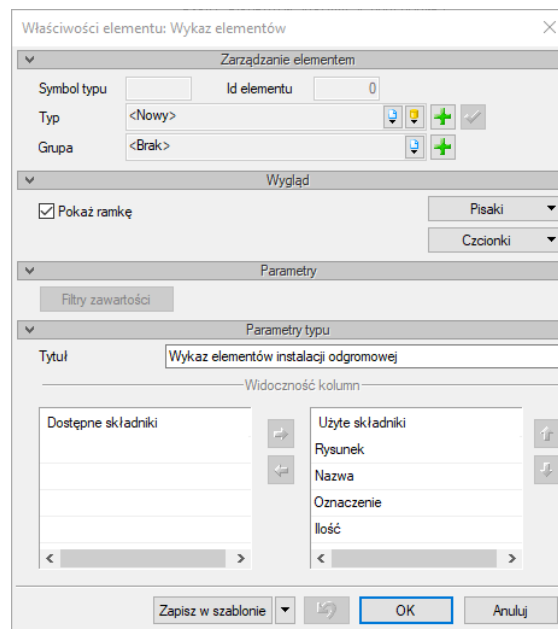 Właściwości elementu: Wykaz elementów
Zarządzanie elementem
Symbol typu Id elementu 0
Typ <Nowy>
Grupa <Brak>
Wygląd
Pokaż ramkę Pisaki
Czcionki
Parametry
Filtry zawartości
Parametry typu
Tytuł Wykaz elementów instalacji odgromowej
Widoczność kolumn
Dostępne składniki Użyte składniki
Rysunek
Nazwa
Oznaczenie
Ilość
Zapisz w szablonie OK Anuluj